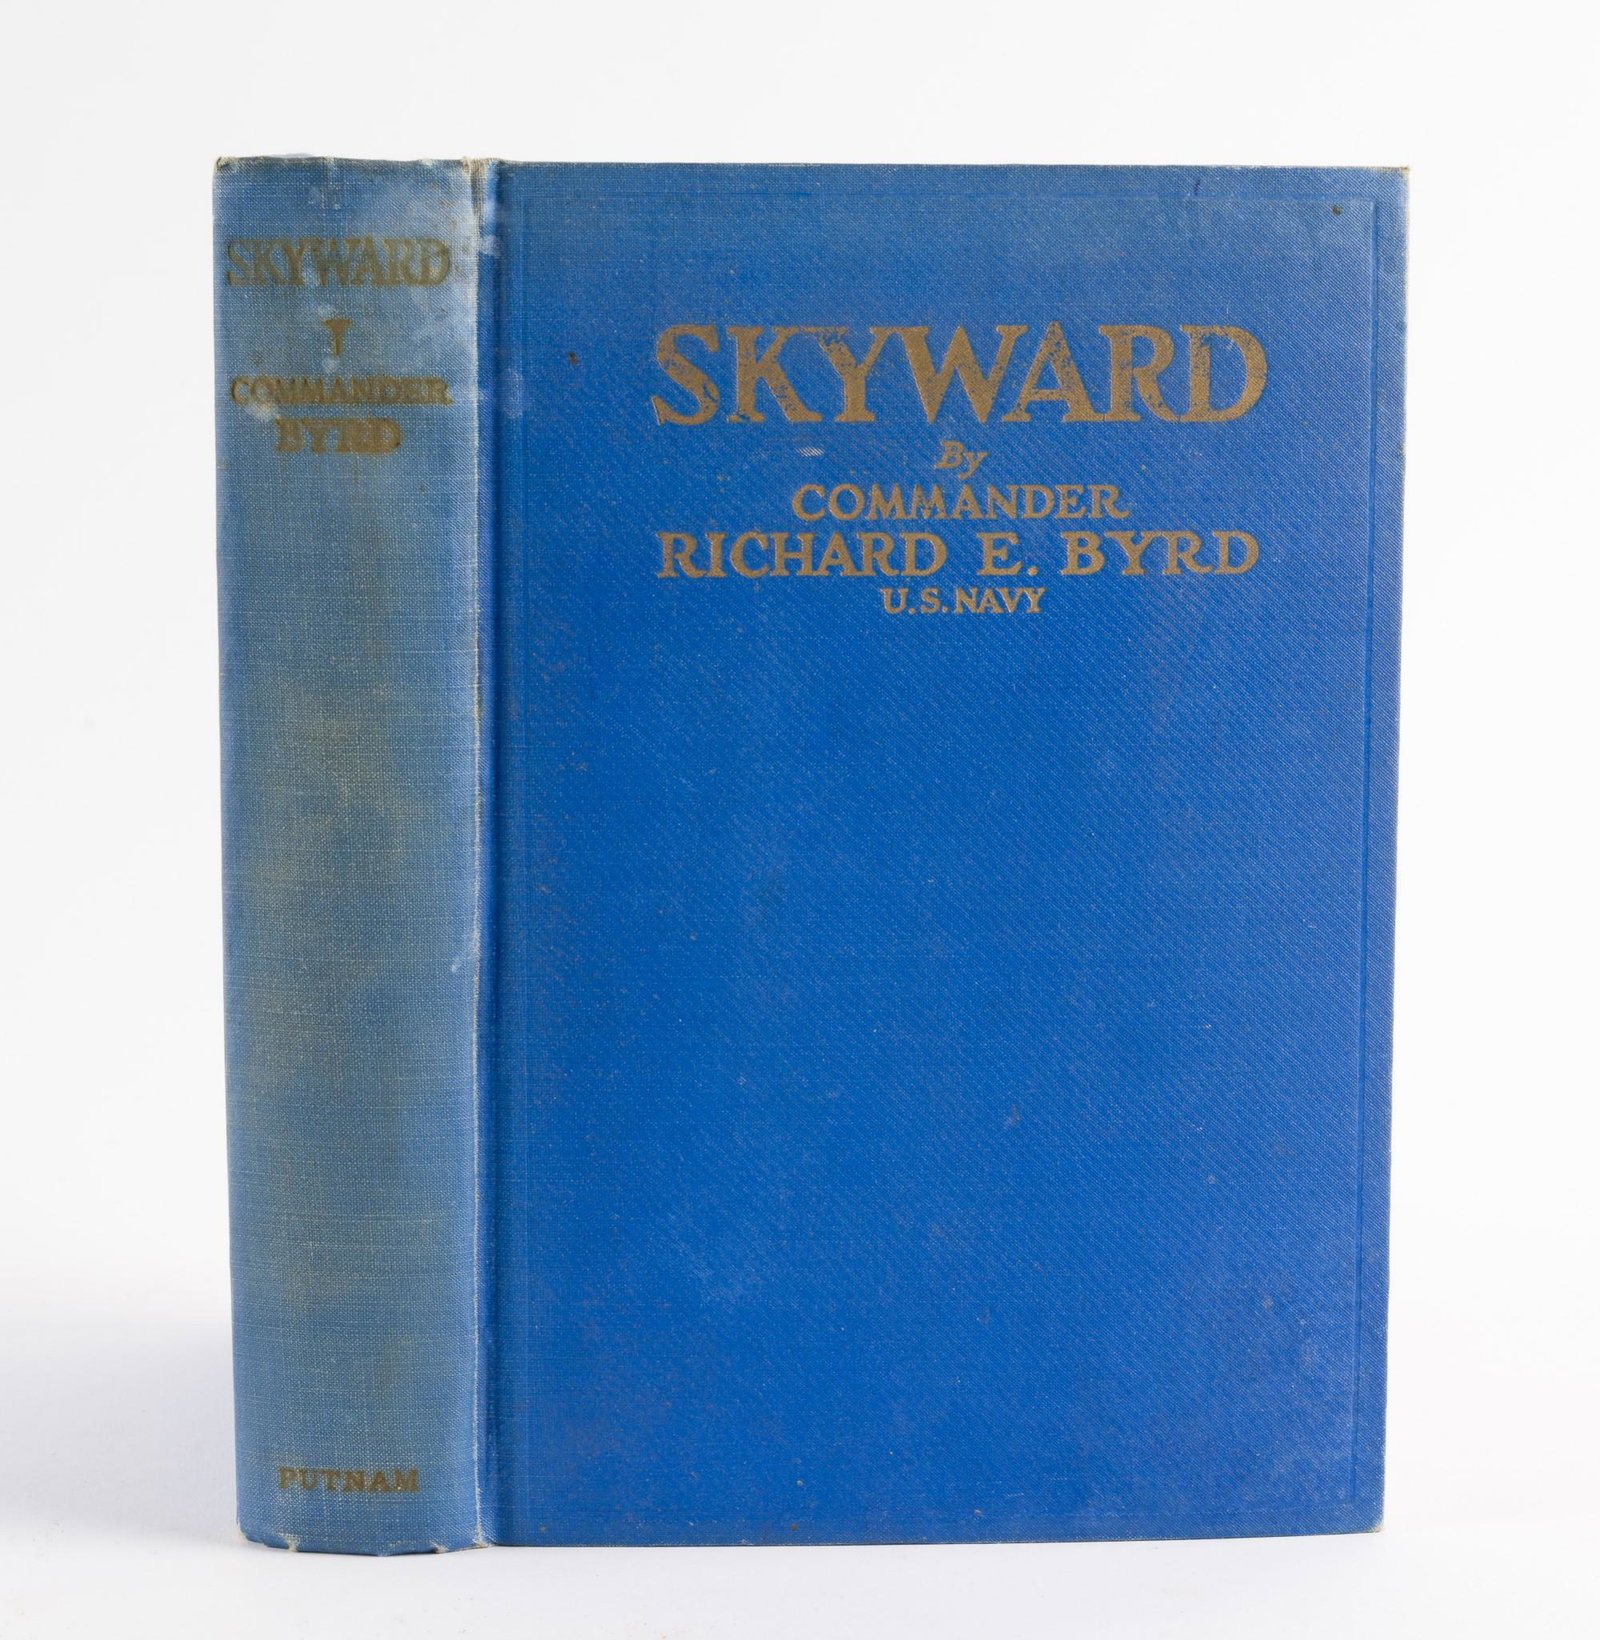 SKYWARD
COMMANDER
BYRD
PUTNAM
SKYWARD
By
COMMANDER
RICHARD E. BYRD
U.S. NAVY